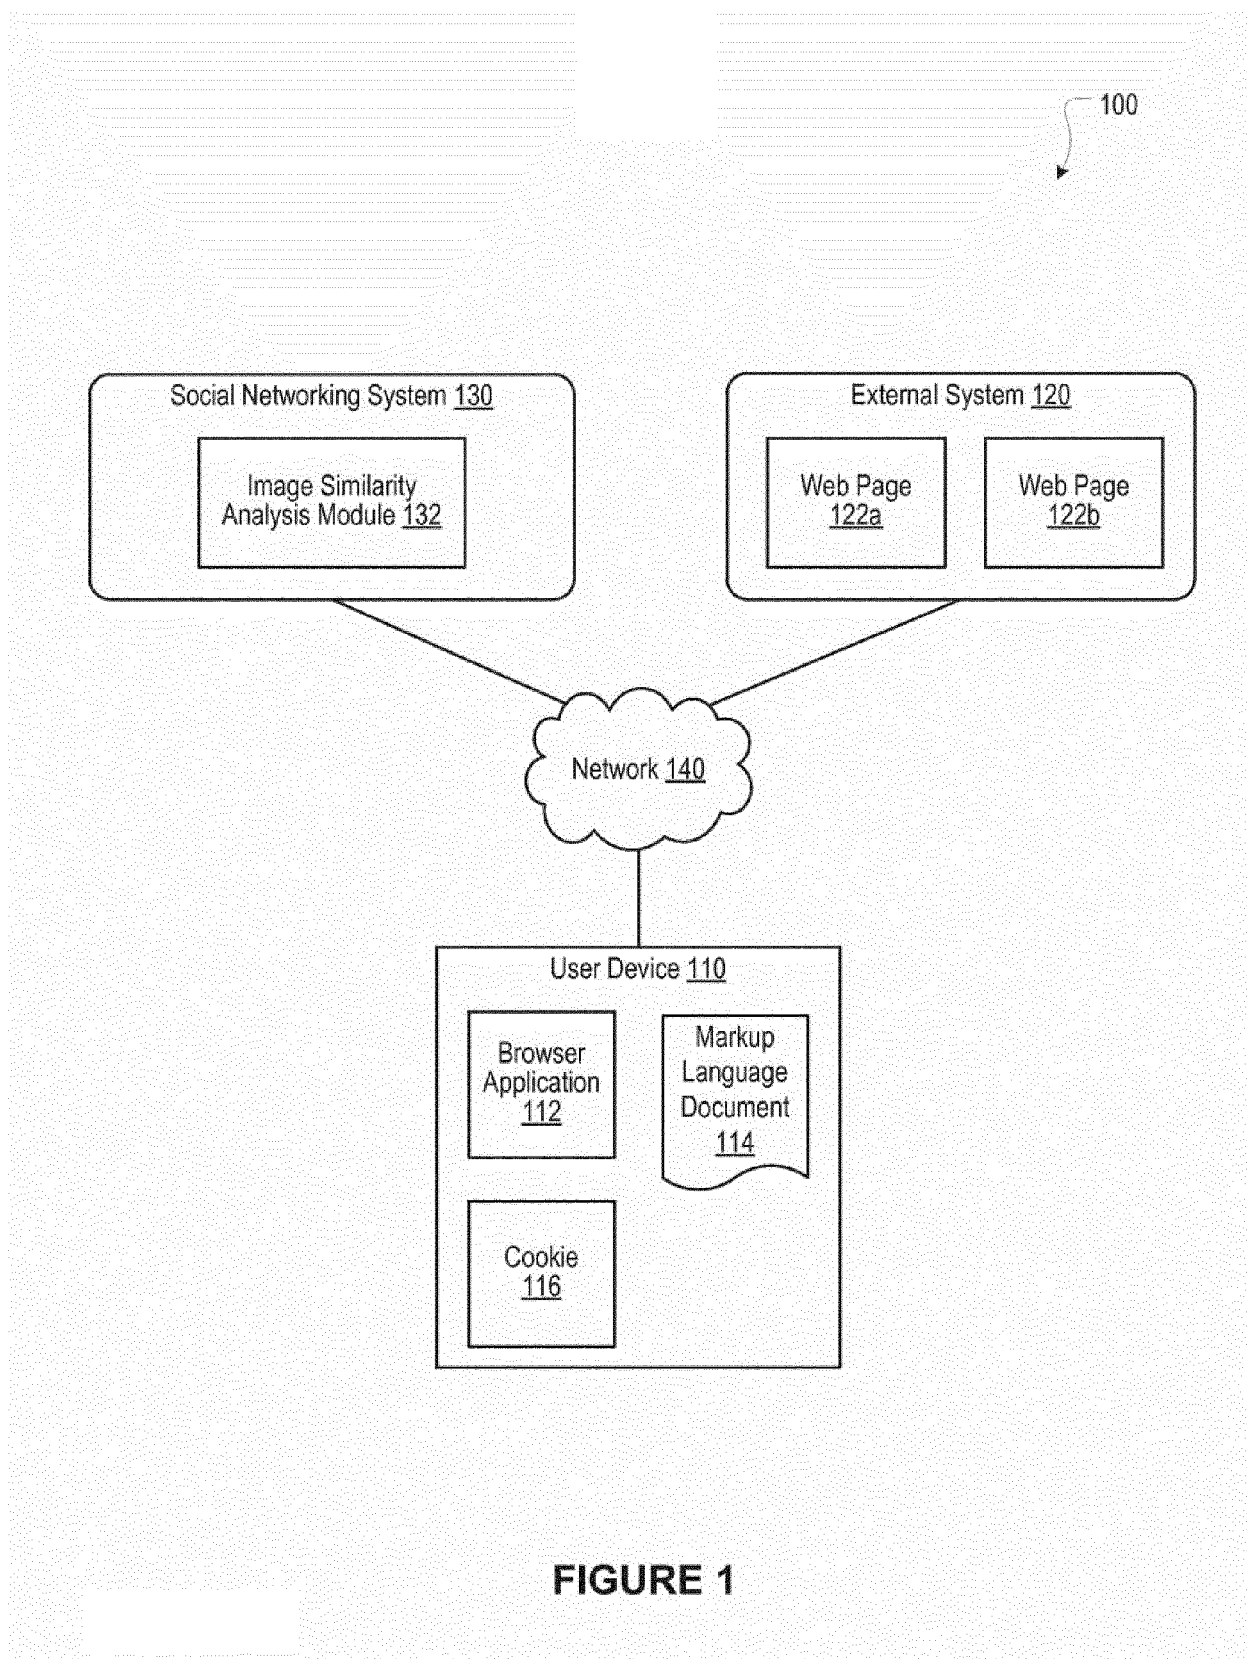 100
Social Networking System 130
Image Similarity
Analysis Module 132
External System 120
Web Page
122a
Web Page
122b
Network 140
User Device 110
Browser
Application
112
Markup
Language
Document
114
Cookie
116
FIGURE 1